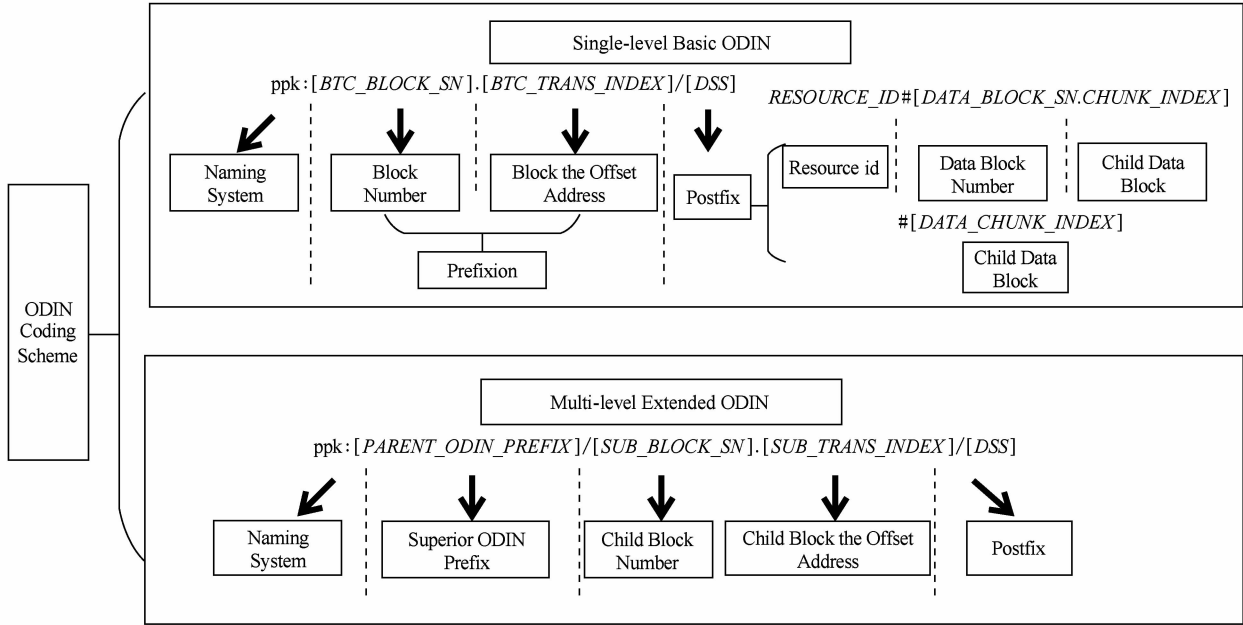 Single-level Basic ODIN
ppk:[BTC_BLOCK_SN].[BTC_TRANS_INDEX]/[DSS]
RESOURCE_ID#[DATA_BLOCK_SN.CHUNK_INDEX]
Naming
System
Block
Number
Block the Offset
Address
Postfix
Resource id
Data Block
Number
Child Data
Block
#[DATA_CHUNK_INDEX]
Child Data
Block
Prefixion
ODIN
Coding
Scheme
Multi-level Extended ODIN
ppk:[PARENT_ODIN_PREFIX]/[SUB_BLOCK_SN].[SUB_TRANS_INDEX]/[DSS]
Naming
System
Superior ODIN
Prefix
Child Block
Number
Child Block the Offset
Address
Postfix